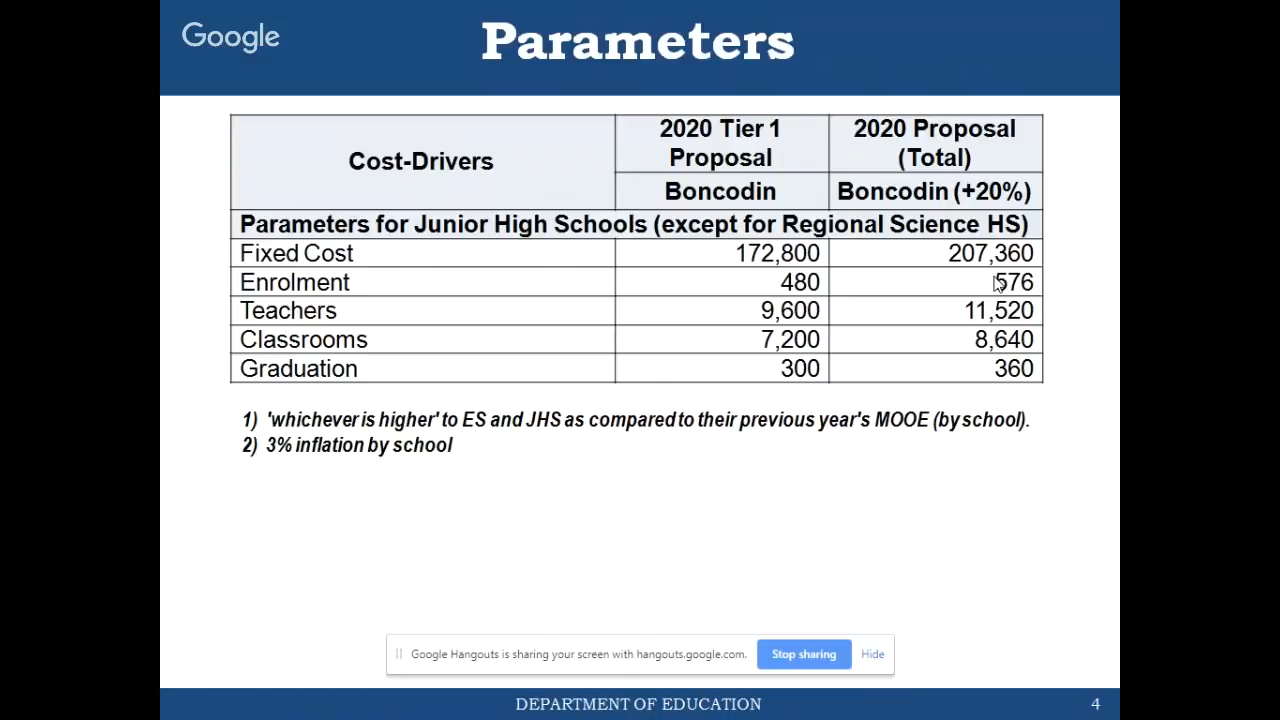 Google
Parameters
Cost-Drivers
2020 Tier 1 Proposal
2020 Proposal (Total)
Boncodin
Boncodin (+20%)
Parameters for Junior High Schools (except for Regional Science HS)
Fixed Cost 172,800 207,360
Enrolment 480 576
Teachers 9,600 11,520
Classrooms 7,200 8,640
Graduation 300 360
1) 'whichever is higher' to ES and JHS as compared to their previous year's MOOE (by school).
2) 3% inflation by school
Google Hangouts is sharing your screen with hangouts.google.com. Stop sharing Hide
DEPARTMENT OF EDUCATION 4